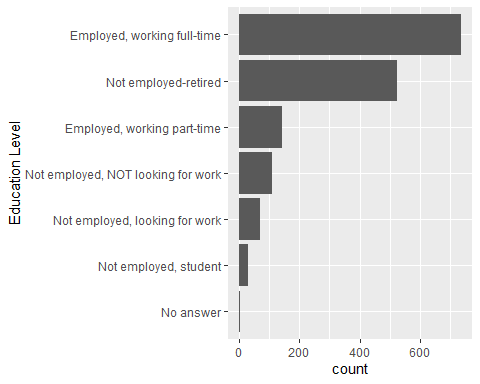 Employed, working full-time
Not employed-retired
Employed, working part-time
Not employed, NOT looking for work
Not employed, looking for work
Not employed, student
No answer
Education Level
0 200 400 600
count